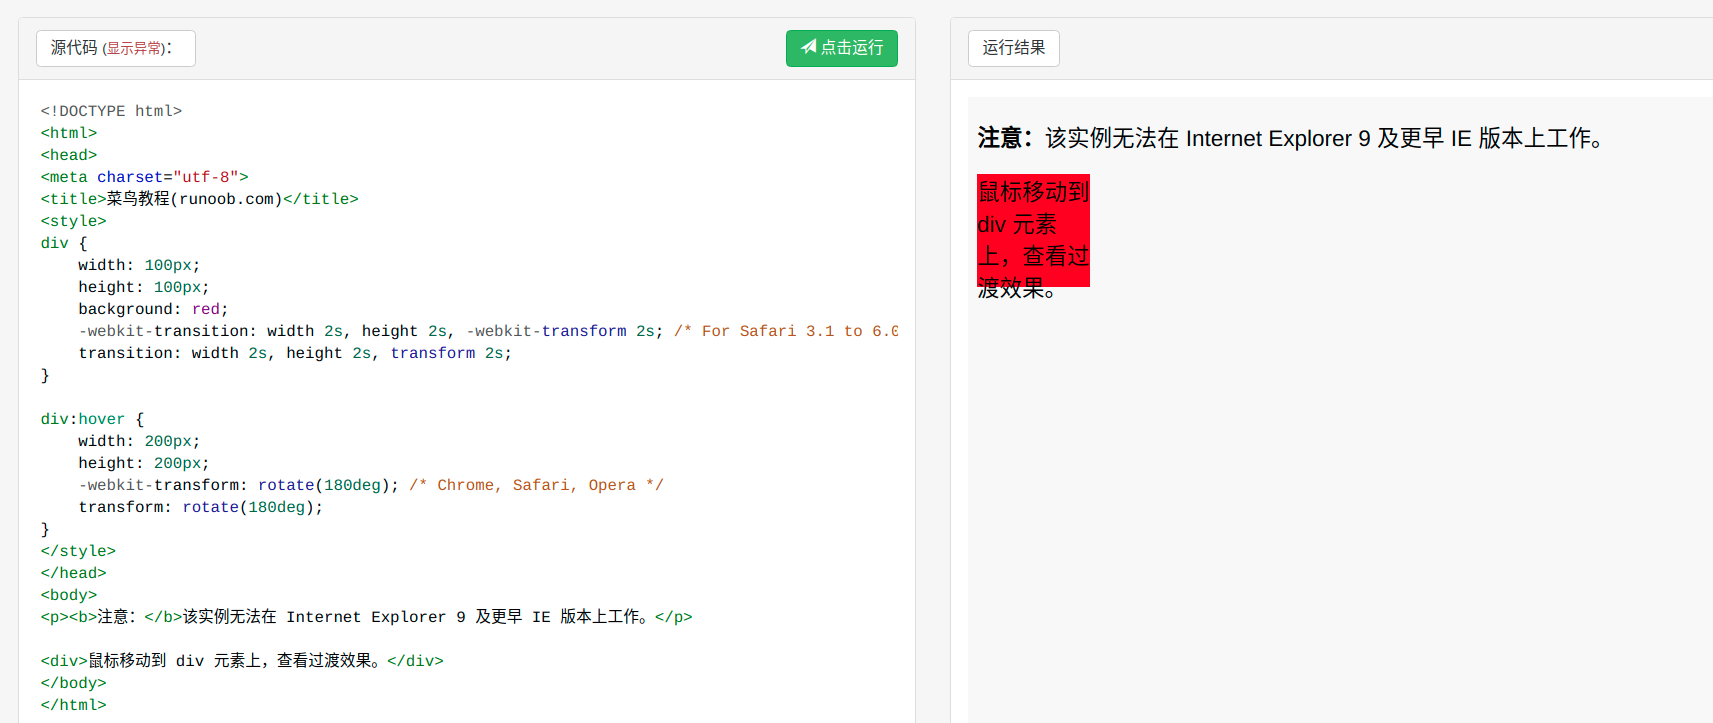 源代码 (显示异常)：
点击运行
<!DOCTYPE html>
<html>
<head>
<meta charset="utf-8">
<title>菜鸟教程(runoob.com)</title>
<style>
div {
    width: 100px;
    height: 100px;
    background: red;
    -webkit-transition: width 2s, height 2s, -webkit-transform 2s; /* For Safari 3.1 to 6.0
    transition: width 2s, height 2s, transform 2s;
}

div:hover {
    width: 200px;
    height: 200px;
    -webkit-transform: rotate(180deg); /* Chrome, Safari, Opera */
    transform: rotate(180deg);
}
</style>
</head>
<body>
<p><b>注意：</b>该实例无法在 Internet Explorer 9 及更早 IE 版本上工作。</p>

<div>鼠标移动到 div 元素上，查看过渡效果。</div>
</body>
</html>
运行结果
注意：该实例无法在 Internet Explorer 9 及更早 IE 版本上工作。
鼠标移动到
div 元素
上，查看过
渡效果。